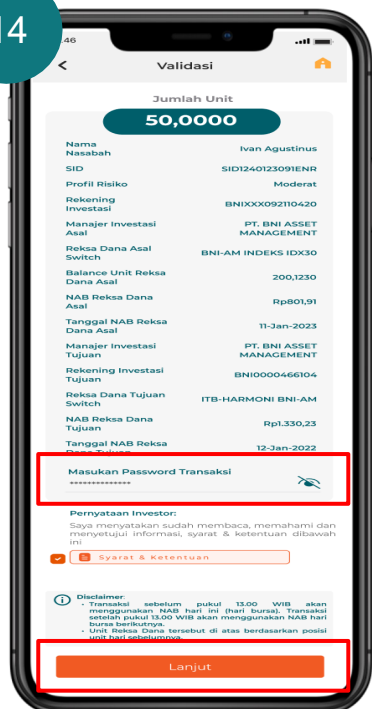 14
.46
Validasi
Jumlah Unit
50,0000
Nama Nasabah
Ivan Agustinus
SID
SID1240123091ENR
Profil Risiko
Moderat
Rekening Investasi
BNIXXX092110420
Manajer Investasi Asal
PT. BNI ASSET MANAGEMENT
Reksa Dana Asal Switch
BNI-AM INDEKS IDX30
Balance Unit Reksa Dana Asal
200,1230
NAB Reksa Dana Asal
Rp801,91
Tanggal NAB Reksa Dana Asal
11-Jan-2023
Manajer Investasi Tujuan
PT. BNI ASSET MANAGEMENT
Rekening Investasi Tujuan
BNI0000466104
Reksa Dana Tujuan Switch
ITB-HARMONI BNI-AM
NAB Reksa Dana Tujuan
Rp1.330,23
Tanggal NAB Reksa Dana Tujuan
12-Jan-2022
Masukan Password Transaksi
**************
Pernyataan Investor:
Saya menyatakan sudah membaca, memahami dan
menyetujui informasi, syarat & ketentuan dibawah
ini
Syarat & Ketentuan
Disclaimer:
• Transaksi sebelum pukul 13.00 WIB akan
menggunakan NAB hari ini (hari bursa). Transaksi
setelah pukul 13.00 WIB akan menggunakan NAB hari
bursa berikutnya.
• Unit Reksa Dana tersebut di atas berdasarkan posisi
unit hari sebelumnya.
Lanjut